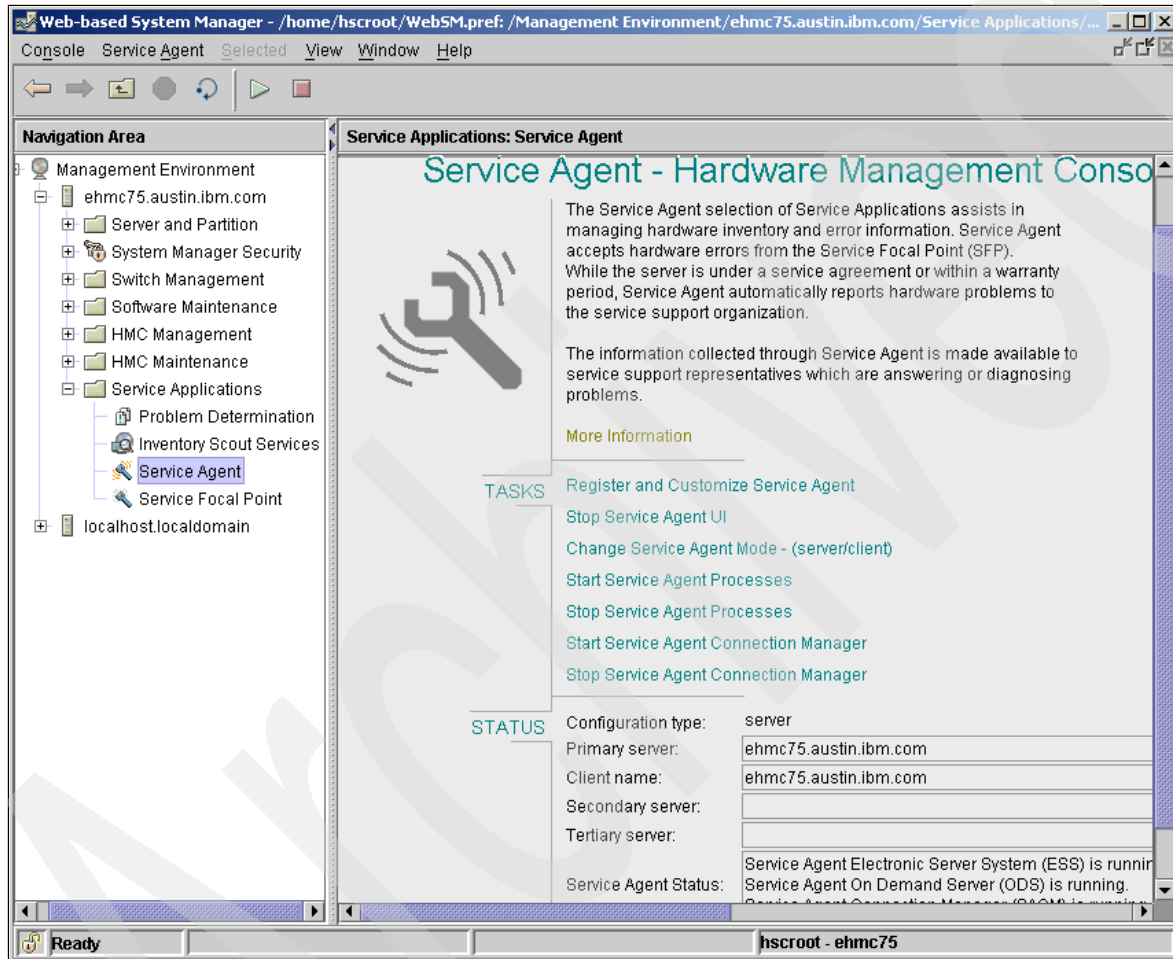 Web-based System Manager - /home/hscroot/WebSM.pref: /Management Environment/ehmc75.austin.ibm.com/Service Applications/...
Console Service Agent Selected View Window Help
Navigation Area
Management Environment
ehmc75.austin.ibm.com
Server and Partition
System Manager Security
Switch Management
Software Maintenance
HMC Management
HMC Maintenance
Service Applications
Problem Determination
Inventory Scout Services
Service Agent
Service Focal Point
localhost.localdomain
Service Applications: Service Agent
Service Agent - Hardware Management Conso
The Service Agent selection of Service Applications assists in
managing hardware inventory and error information. Service Agent
accepts hardware errors from the Service Focal Point (SFP).
While the server is under a service agreement or within a warranty
period, Service Agent automatically reports hardware problems to
the service support organization.
The information collected through Service Agent is made available to
service support representatives which are answering or diagnosing
problems.
More Information
TASKS
Register and Customize Service Agent
Stop Service Agent UI
Change Service Agent Mode - (server/client)
Start Service Agent Processes
Stop Service Agent Processes
Start Service Agent Connection Manager
Stop Service Agent Connection Manager
STATUS
Configuration type: server
Primary server: ehmc75.austin.ibm.com
Client name: ehmc75.austin.ibm.com
Secondary server:
Tertiary server:
Service Agent Status:
Service Agent Electronic Server System (ESS) is runnin
Service Agent On Demand Server (ODS) is running.
Service Agent Connection Manager (SACM) is running
Ready
hscroot - ehmc75